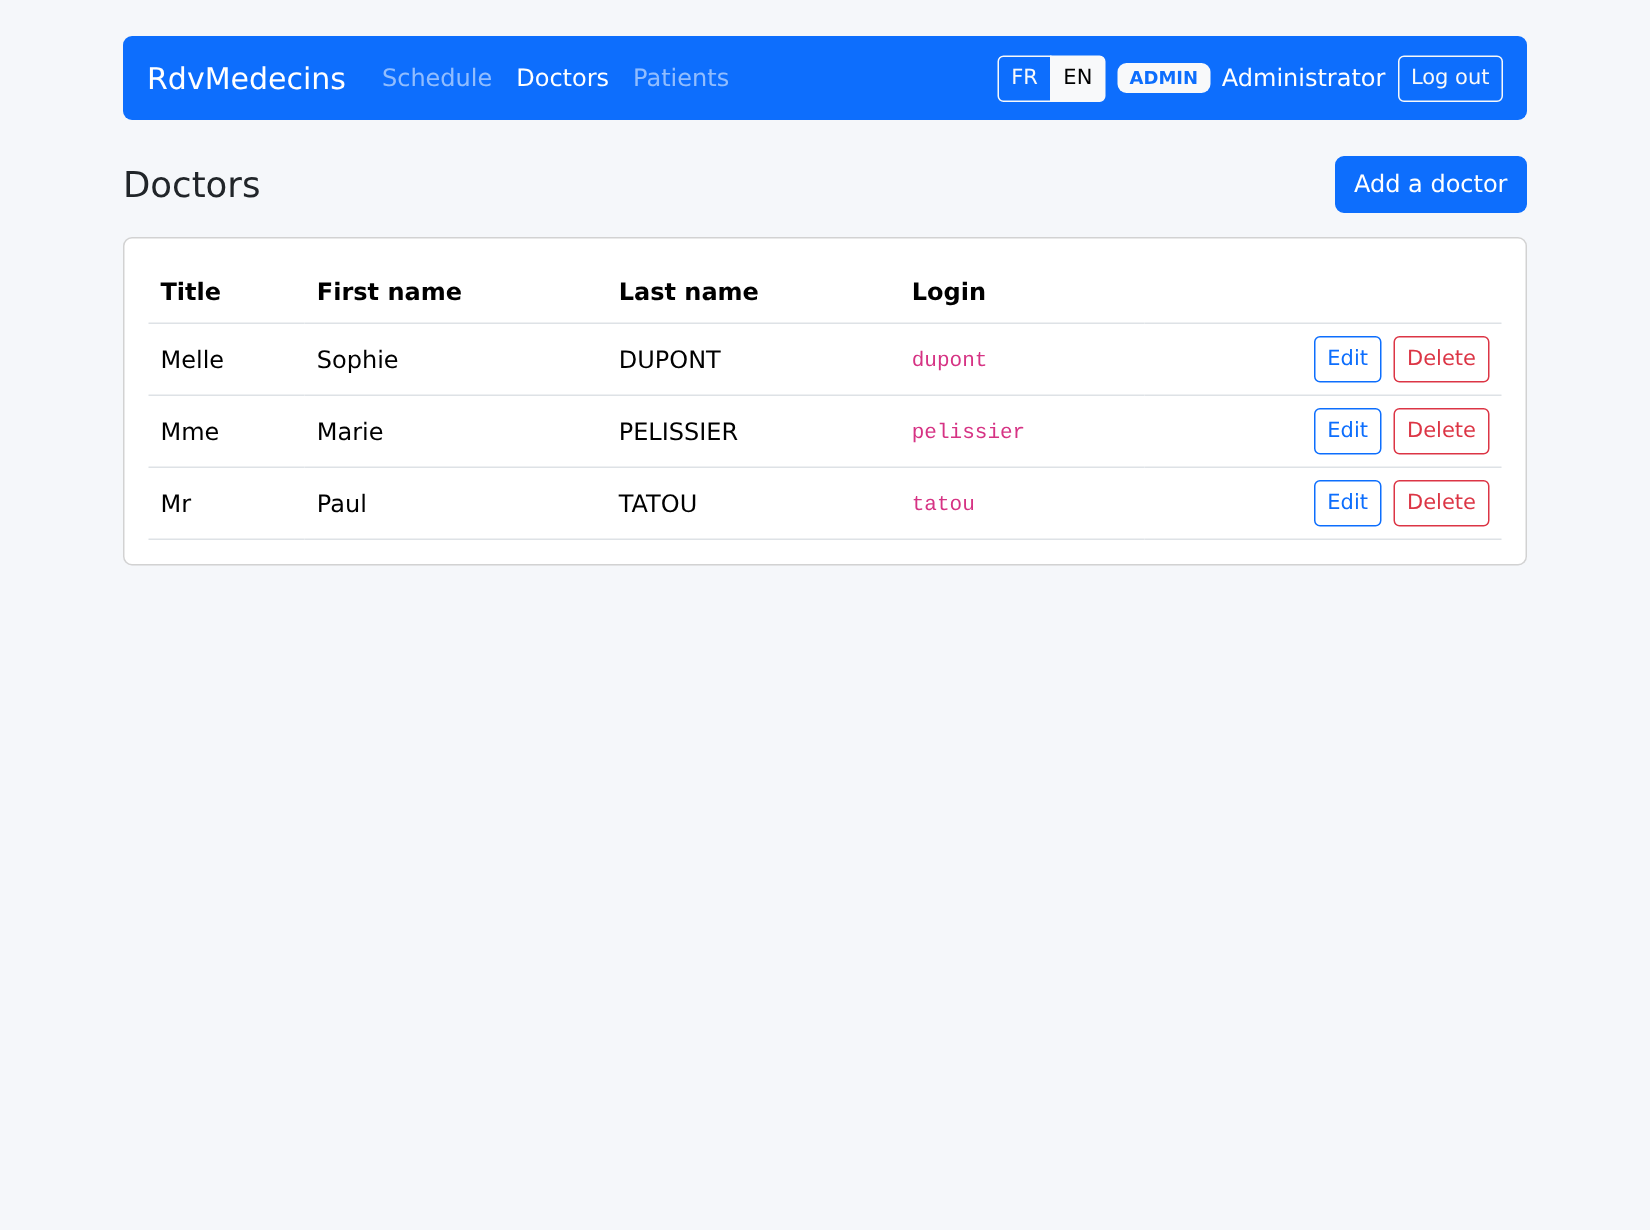 RdvMedecins Schedule Doctors Patients FR EN ADMIN Administrator Log out
Doctors Add a doctor
Title First name Last name Login
Melle Sophie DUPONT dupont Edit Delete
Mme Marie PELISSIER pelissier Edit Delete
Mr Paul TATOU tatou Edit Delete